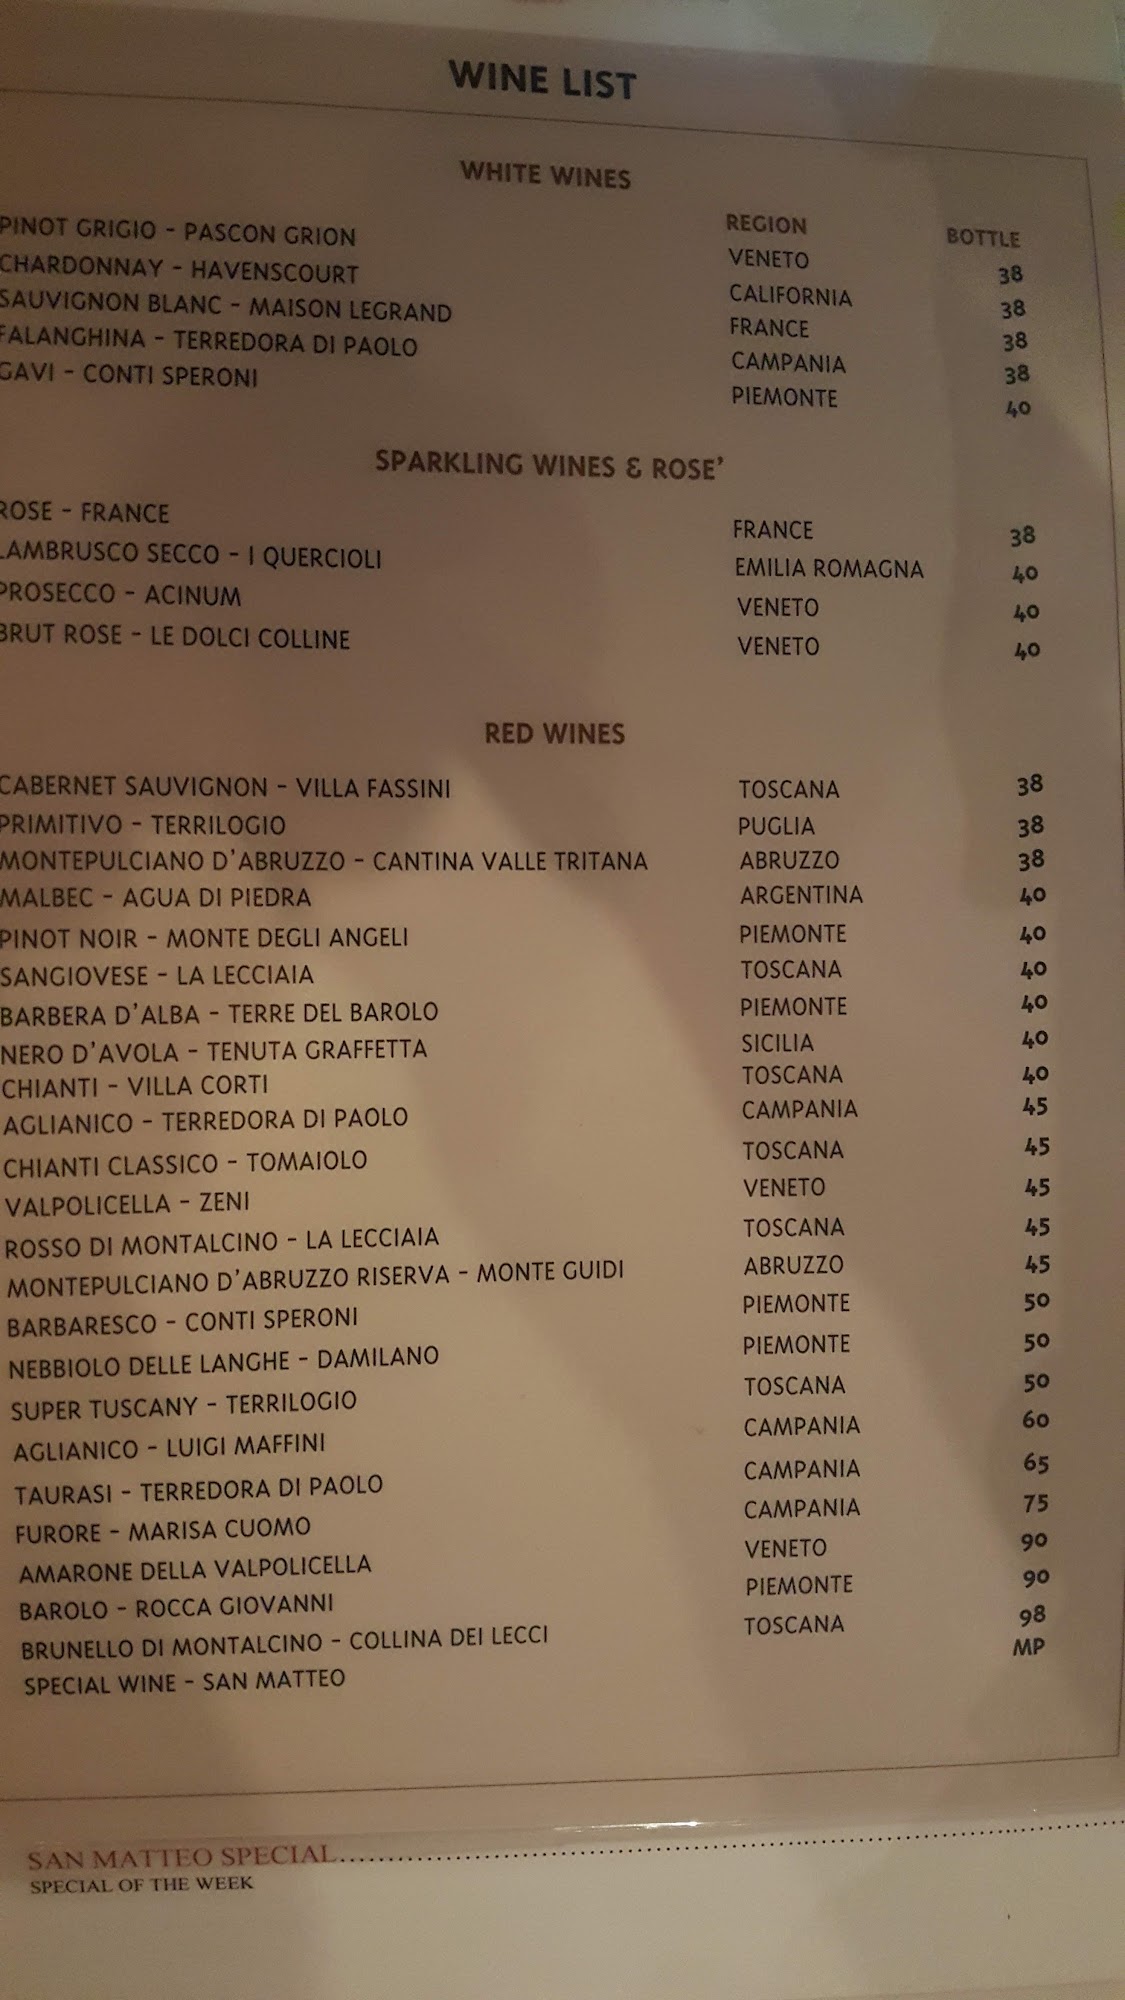 WINE LIST
WHITE WINES
REGION BOTTLE
PINOT GRIGIO - PASCON GRION VENETO 38
CHARDONNAY - HAVENSCOURT CALIFORNIA 38
SAUVIGNON BLANC - MAISON LEGRAND FRANCE 38
FALANGHINA - TERREDORA DI PAOLO CAMPANIA 38
GAVI - CONTI SPERONI PIEMONTE 40
SPARKLING WINES & ROSE'
ROSE - FRANCE FRANCE 38
LAMBRUSCO SECCO - I QUERCIOLI EMILIA ROMAGNA 40
PROSECCO - ACINUM VENETO 40
BRUT ROSE - LE DOLCI COLLINE VENETO 40
RED WINES
CABERNET SAUVIGNON - VILLA FASSINI TOSCANA 38
PRIMITIVO - TERRILOGIO PUGLIA 38
MONTEPULCIANO D'ABRUZZO - CANTINA VALLE TRITANA ABRUZZO 38
MALBEC - AGUA DI PIEDRA ARGENTINA 40
PINOT NOIR - MONTE DEGLI ANGELI PIEMONTE 40
SANGIOVESE - LA LECCIAIA TOSCANA 40
BARBERA D'ALBA - TERRE DEL BAROLO PIEMONTE 40
NERO D'AVOLA - TENUTA GRAFFETTA SICILIA 40
CHIANTI - VILLA CORTI TOSCANA 40
AGLIANICO - TERREDORA DI PAOLO CAMPANIA 45
CHIANTI CLASSICO - TOMAIOLO TOSCANA 45
VALPOLICELLA - ZENI VENETO 45
ROSSO DI MONTALCINO - LA LECCIAIA TOSCANA 45
MONTEPULCIANO D'ABRUZZO RISERVA - MONTE GUIDI ABRUZZO 45
BARBARESCO - CONTI SPERONI PIEMONTE 50
NEBBIOLO DELLE LANGHE - DAMILANO PIEMONTE 50
SUPER TUSCANY - TERRILOGIO TOSCANA 50
AGLIANICO - LUIGI MAFFINI CAMPANIA 60
TAURASI - TERREDORA DI PAOLO CAMPANIA 65
FURORE - MARISA CUOMO CAMPANIA 75
AMARONE DELLA VALPOLICELLA VENETO 90
BAROLO - ROCCA GIOVANNI PIEMONTE 90
BRUNELLO DI MONTALCINO - COLLINA DEI LECCI TOSCANA 98
SPECIAL WINE - SAN MATTEO MP
SAN MATTEO SPECIAL..........
SPECIAL OF THE WEEK